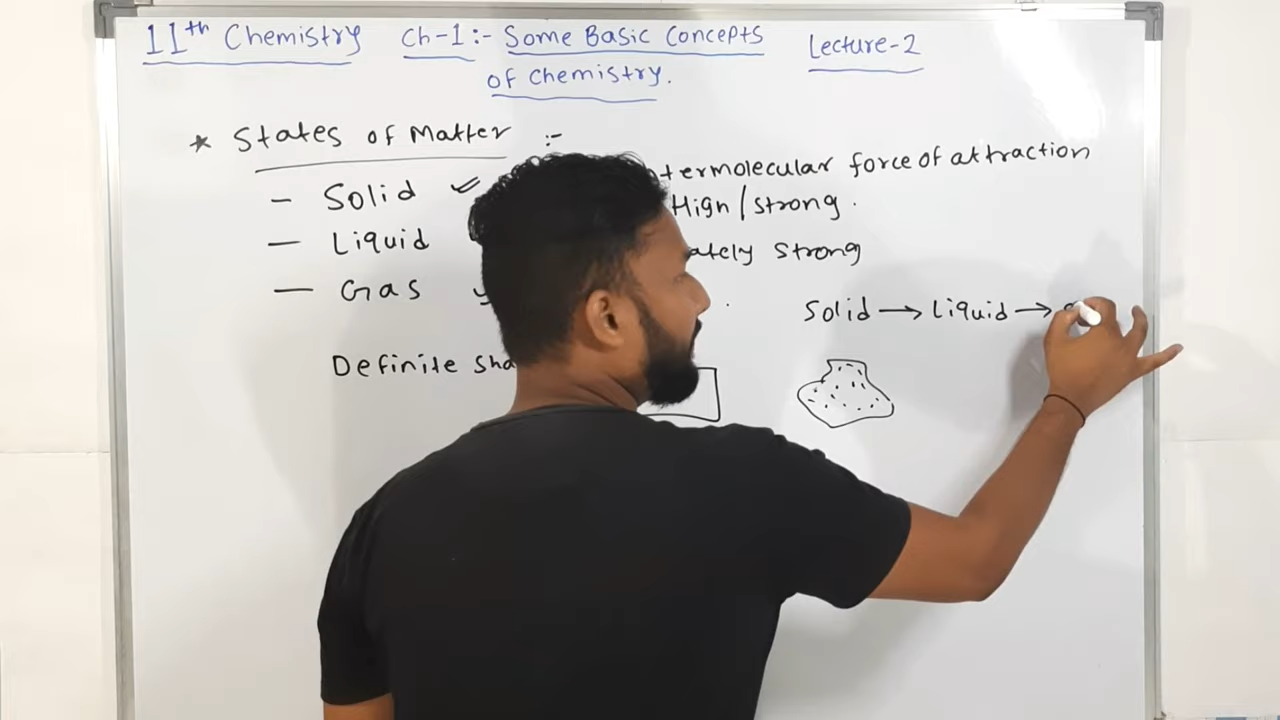 11th Chemistry Ch-1:- Some Basic Concepts of Chemistry. Lecture-2
* States of Matter :-
termolecular force of attraction
- Solid
High/strong.
- Liquid
ately strong
- Gas
Solid → Liquid →
Definite Sha